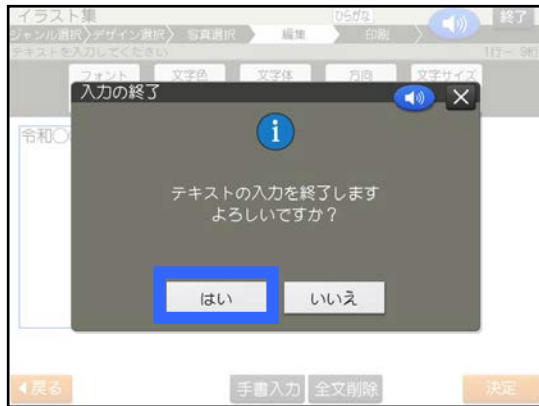 イラスト集
ひらがな
終了
ジャンル選択
デザイン選択
写真選択
編集
印刷
テキストを入力してください
1行～ 9行
フォント
文字色
文字体
方向
文字サイズ
入力の終了
令和〇
テキストの入力を終了します
よろしいですか？
はい
いいえ
戻る
手書入力
全文削除
決定